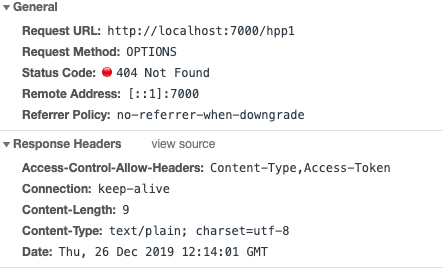 General
Request URL: http://localhost:7000/hpp1
Request Method: OPTIONS
Status Code: 404 Not Found
Remote Address: [::1]:7000
Referrer Policy: no-referrer-when-downgrade
Response Headers view source
Access-Control-Allow-Headers: Content-Type,Access-Token
Connection: keep-alive
Content-Length: 9
Content-Type: text/plain; charset=utf-8
Date: Thu, 26 Dec 2019 12:14:01 GMT